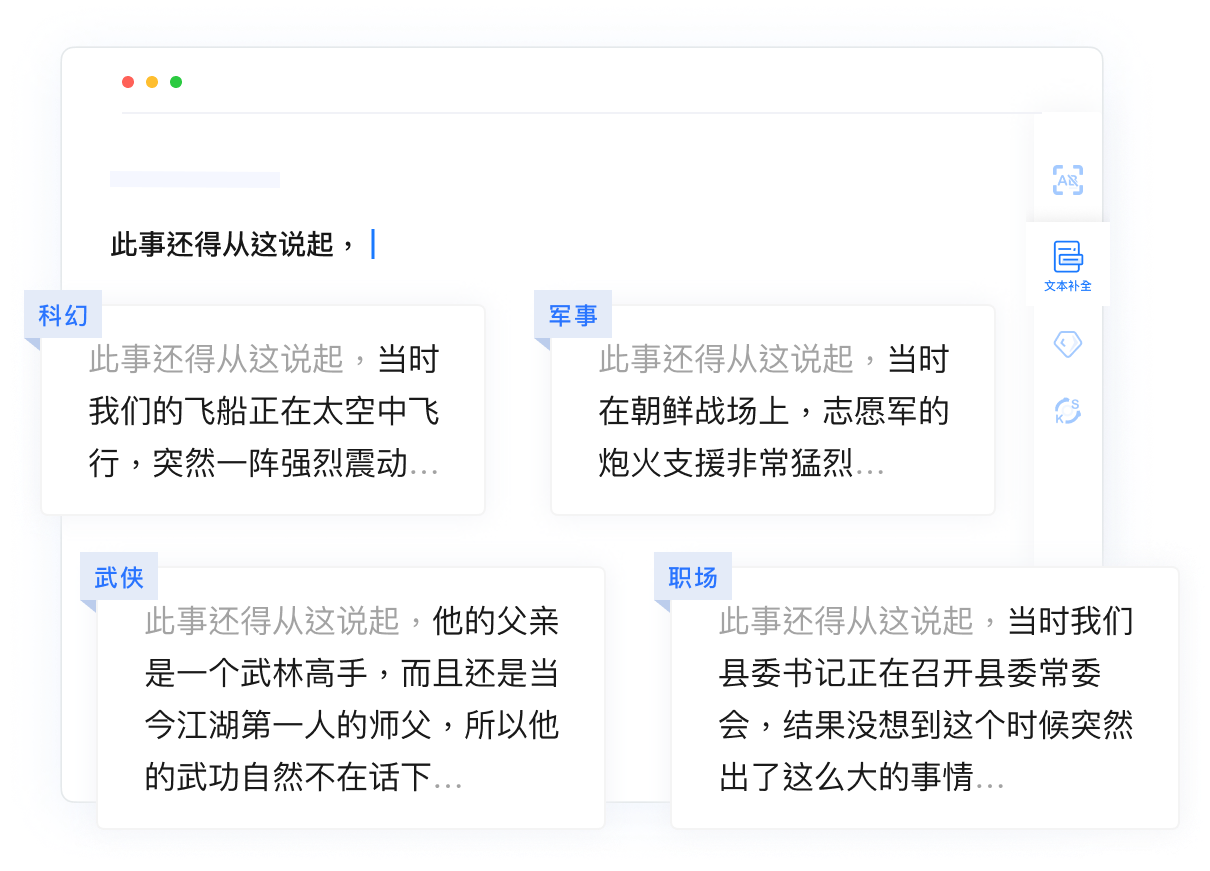 AB
此事还得从这说起，
文本补全
科幻
此事还得从这说起，当时
我们的飞船正在太空中飞
行，突然一阵强烈震动...
军事
此事还得从这说起，当时
在朝鲜战场上，志愿军的
炮火支援非常猛烈...
S
K
武侠
此事还得从这说起，他的父亲
是一个武林高手，而且还是当
今江湖第一人的师父，所以他
的武功自然不在话下...
职场
此事还得从这说起，当时我们
县委书记正在召开县委常委
会，结果没想到这个时候突然
出了这么大的事情...